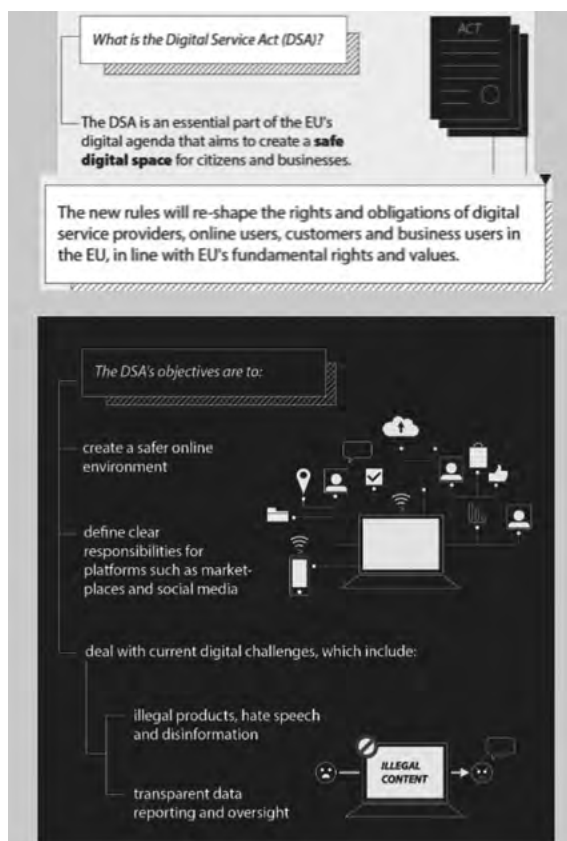 What is the Digital Service Act (DSA)?
ACT
The DSA is an essential part of the EU's
digital agenda that aims to create a safe
digital space for citizens and businesses.
The new rules will re-shape the rights and obligations of digital
service providers, online users, customers and business users in
the EU, in line with EU's fundamental rights and values.
The DSA's objectives are to:
create a safer online
environment
define clear
responsibilities for
platforms such as market-
places and social media
deal with current digital challenges, which include:
illegal products, hate speech
and disinformation
ILLEGAL
CONTENT
transparent data
reporting and oversight